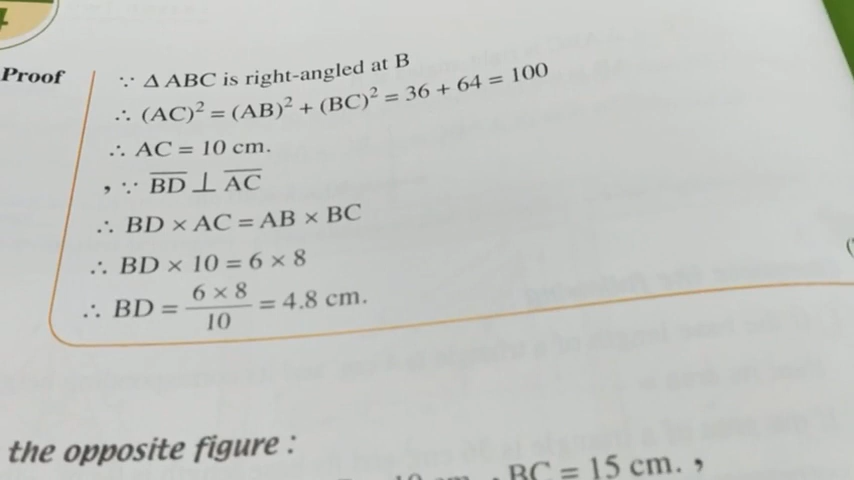 4
Proof
∵ Δ ABC is right-angled at B
∴ (AC)² = (AB)² + (BC)² = 36 + 64 = 100
∴ AC = 10 cm.
, ∵ B̅D̅ ⊥ A̅C̅
∴ BD × AC = AB × BC
∴ BD × 10 = 6 × 8
∴ BD = (6 × 8)/10 = 4.8 cm.
the opposite figure :
, BC = 15 cm. ,